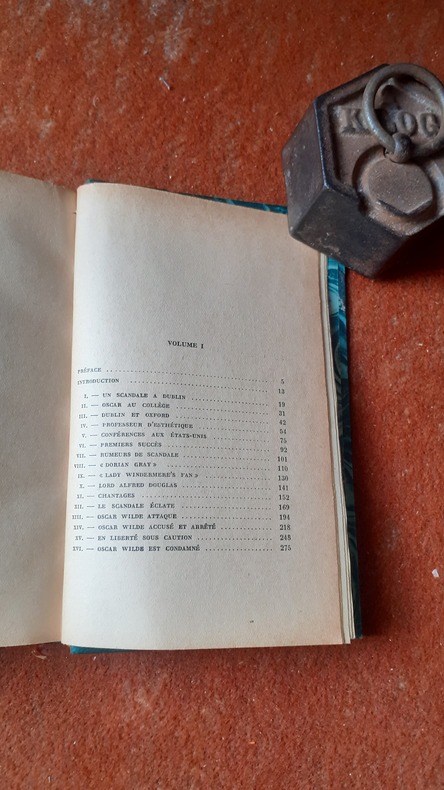 VOLUME I
PRÉFACE 5
INTRODUCTION 13
I. — UN SCANDALE A DUBLIN 19
II. — OSCAR AU COLLÈGE 31
III. — DUBLIN ET OXFORD 42
IV. — PROFESSEUR D'ESTHÉTIQUE 54
V. — CONFÉRENCES AUX ÉTATS-UNIS 75
VI. — PREMIERS SUCCÈS 92
VII. — RUMEURS DE SCANDALE 101
VIII. — « DORIAN GRAY » 110
IX. — « LADY WINDERMERE'S FAN » 130
X. — LORD ALFRED DOUGLAS 141
XI. — CHANTAGES 152
XII. — LE SCANDALE ÉCLATE 169
XIII. — OSCAR WILDE ATTAQUE 194
XIV. — OSCAR WILDE ACCUSÉ ET ARRÊTÉ 218
XV. — EN LIBERTÉ SOUS CAUTION 245
XVI. — OSCAR WILDE EST CONDAMNÉ 275